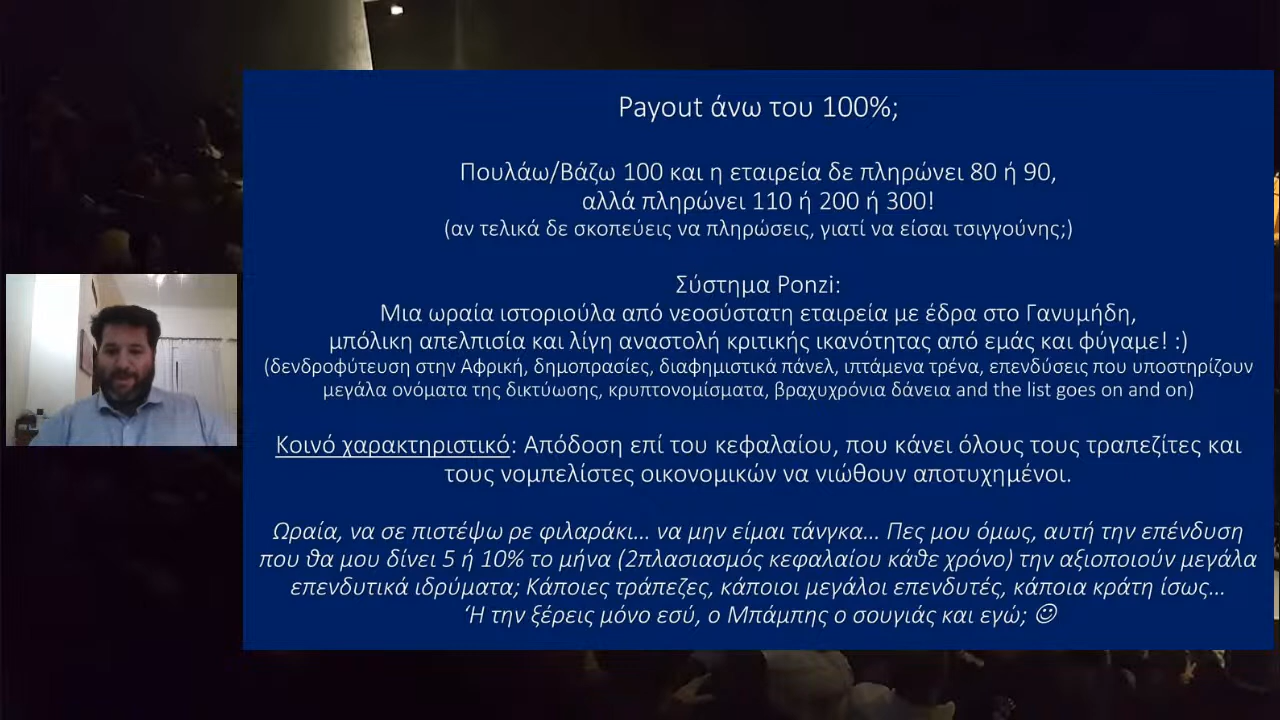 Payout άνω του 100%;
Πουλάω/Βάζω 100 και η εταιρεία δε πληρώνει 80 ή 90,
αλλά πληρώνει 110 ή 200 ή 300!
(αν τελικά δε σκοπεύεις να πληρώσεις, γιατί να είσαι τσιγγούνης;)
Σύστημα Ponzi:
Μια ωραία ιστοριούλα από νεοσύστατη εταιρεία με έδρα στο Γανυμήδη,
μπόλικη απελπισία και λίγη αναστολή κριτικής ικανότητας από εμάς και φύγαμε! :)
(δενδροφύτευση στην Αφρική, δημοπρασίες, διαφημιστικά πάνελ, ιπτάμενα τρένα, επενδύσεις που υποστηρίζουν
μεγάλα ονόματα της δικτύωσης, κρυπτονομίσματα, βραχυχρόνια δάνεια and the list goes on and on)
Κοινό χαρακτηριστικό: Απόδοση επί του κεφαλαίου, που κάνει όλους τους τραπεζίτες και
τους νομπελίστες οικονομικών να νιώθουν αποτυχημένοι.
Ωραία, να σε πιστέψω ρε φιλαράκι... να μην είμαι τάνγκα... Πες μου όμως, αυτή την επένδυση
που θα μου δίνει 5 ή 10% το μήνα (2πλασιασμός κεφαλαίου κάθε χρόνο) την αξιοποιούν μεγάλα
επενδυτικά ιδρύματα; Κάποιες τράπεζες, κάποιοι μεγάλοι επενδυτές, κάποια κράτη ίσως...
‘Ή την ξέρεις μόνο εσύ, ο Μπάμπης ο σουγιάς και εγώ; ☺